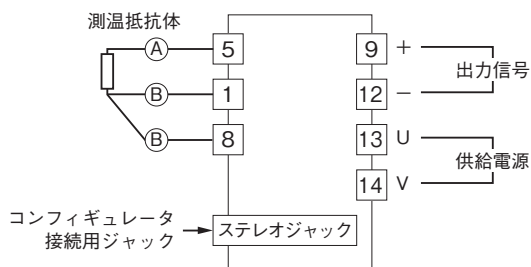 測温抵抗体
A 5
B 1
B 8
9 +
12 −
出力信号
13 U
14 V
供給電源
コンフィギュレータ
接続用ジャック
ステレオジャック